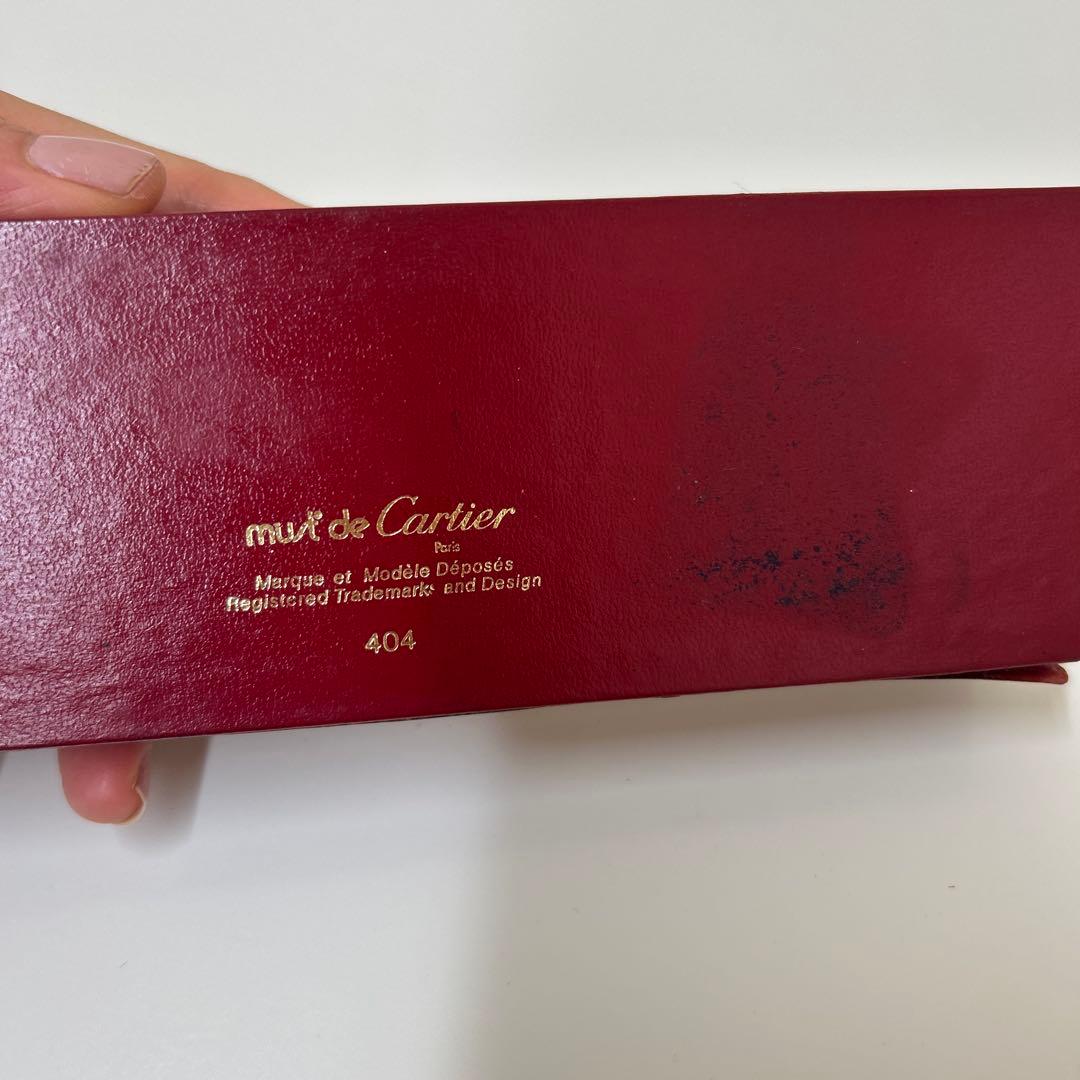 must de Cartier
Paris
Marque et Modèle Déposés
Registered Trademarks and Design
404